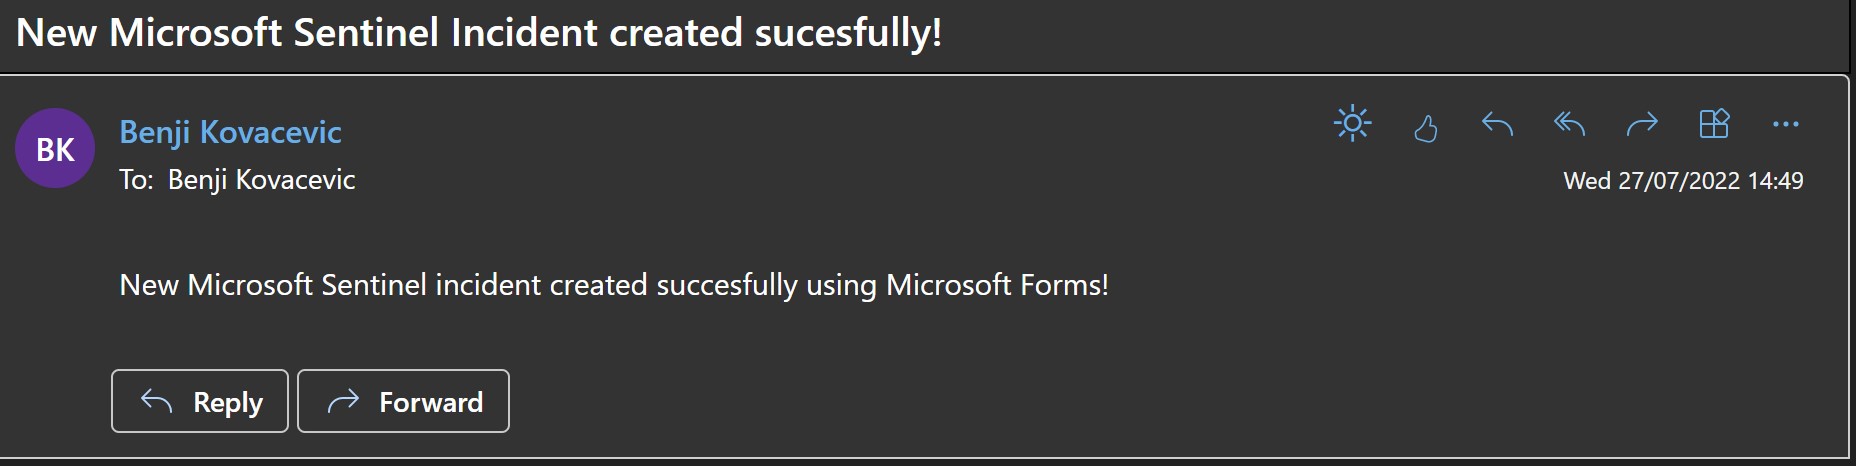 New Microsoft Sentinel Incident created sucesfully!
BK
Benji Kovacevic
To: Benji Kovacevic
Wed 27/07/2022 14:49
New Microsoft Sentinel incident created succesfully using Microsoft Forms!
Reply
Forward